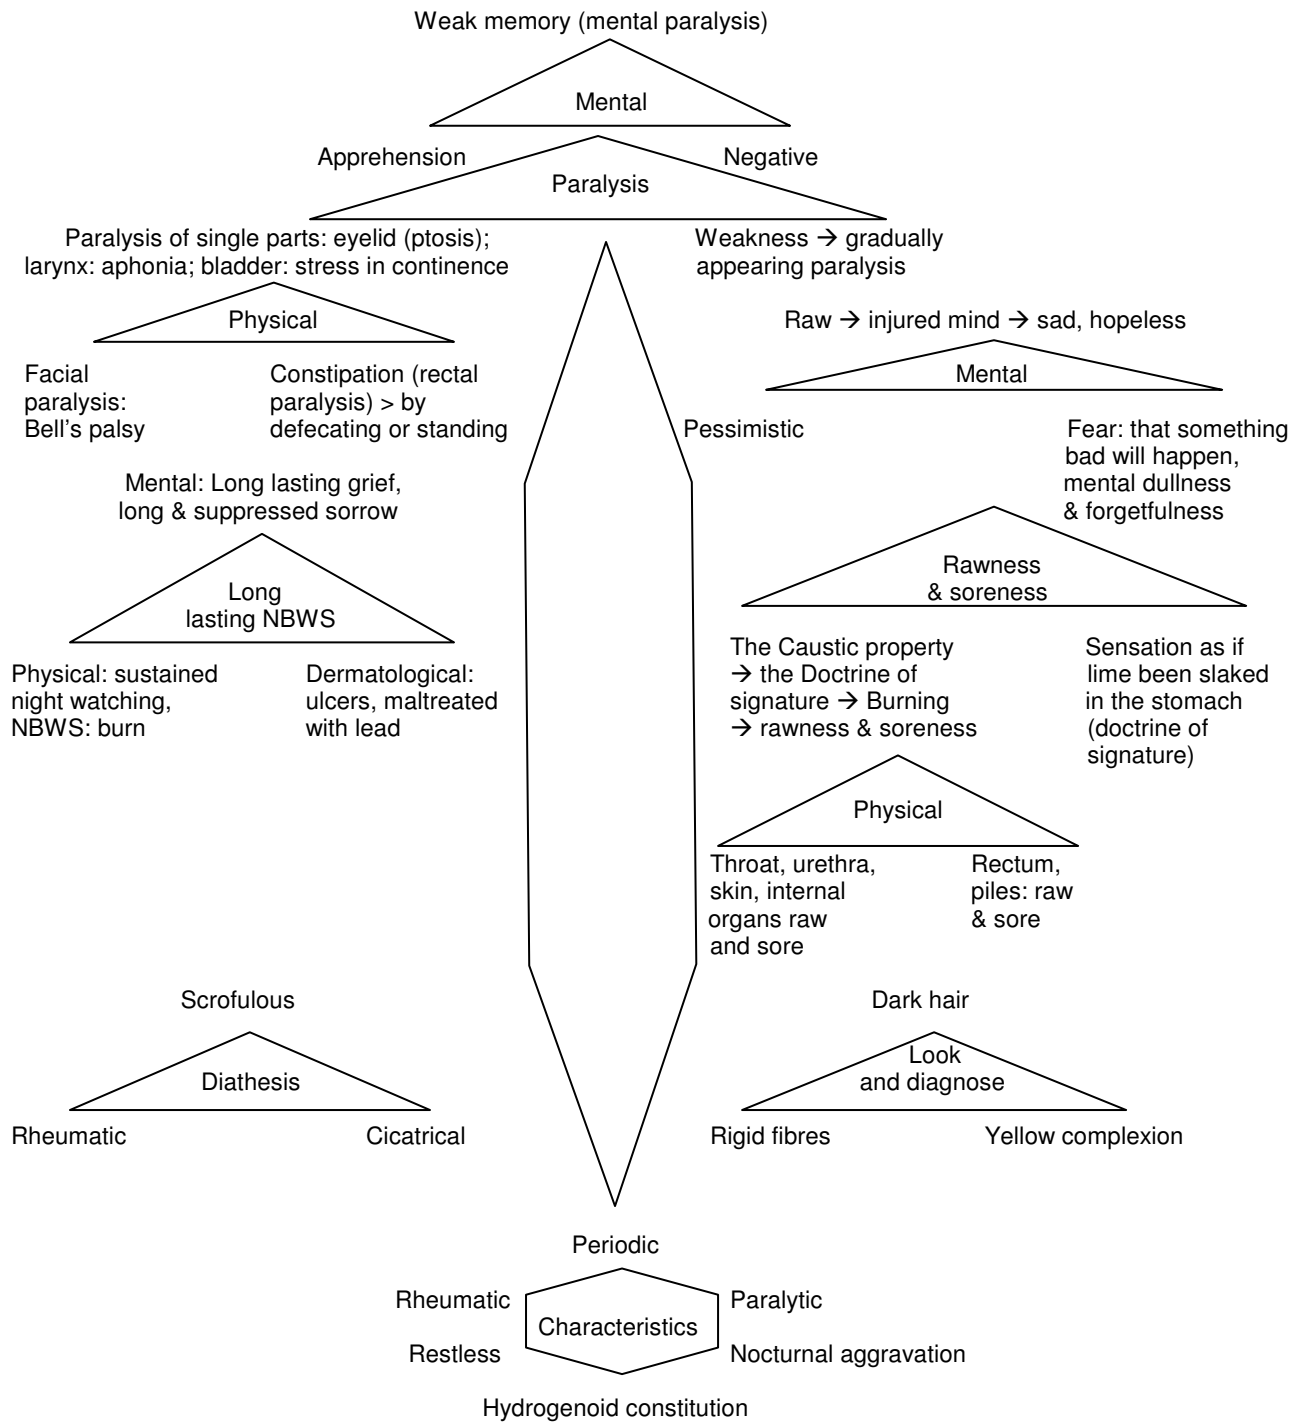 Weak memory (mental paralysis)
Mental
Apprehension
Negative
Paralysis
Paralysis of single parts: eyelid (ptosis);
larynx: aphonia; bladder: stress in continence
Weakness → gradually
appearing paralysis
Physical
Facial
paralysis:
Bell's palsy
Constipation (rectal
paralysis) > by
defecating or standing
Raw → injured mind → sad, hopeless
Mental
Pessimistic
Fear: that something
bad will happen,
mental dullness
& forgetfulness
Mental: Long lasting grief,
long & suppressed sorrow
Long
lasting NBWS
Physical: sustained
night watching,
NBWS: burn
Dermatological:
ulcers, maltreated
with lead
Rawness
& soreness
The Caustic property
→ the Doctrine of
signature → Burning
→ rawness & soreness
Sensation as if
lime been slaked
in the stomach
(doctrine of
signature)
Physical
Throat, urethra,
skin, internal
organs raw
and sore
Rectum,
piles: raw
& sore
Scrofulous
Diathesis
Rheumatic
Cicatrical
Dark hair
Look
and diagnose
Rigid fibres
Yellow complexion
Periodic
Rheumatic
Paralytic
Characteristics
Restless
Nocturnal aggravation
Hydrogenoid constitution